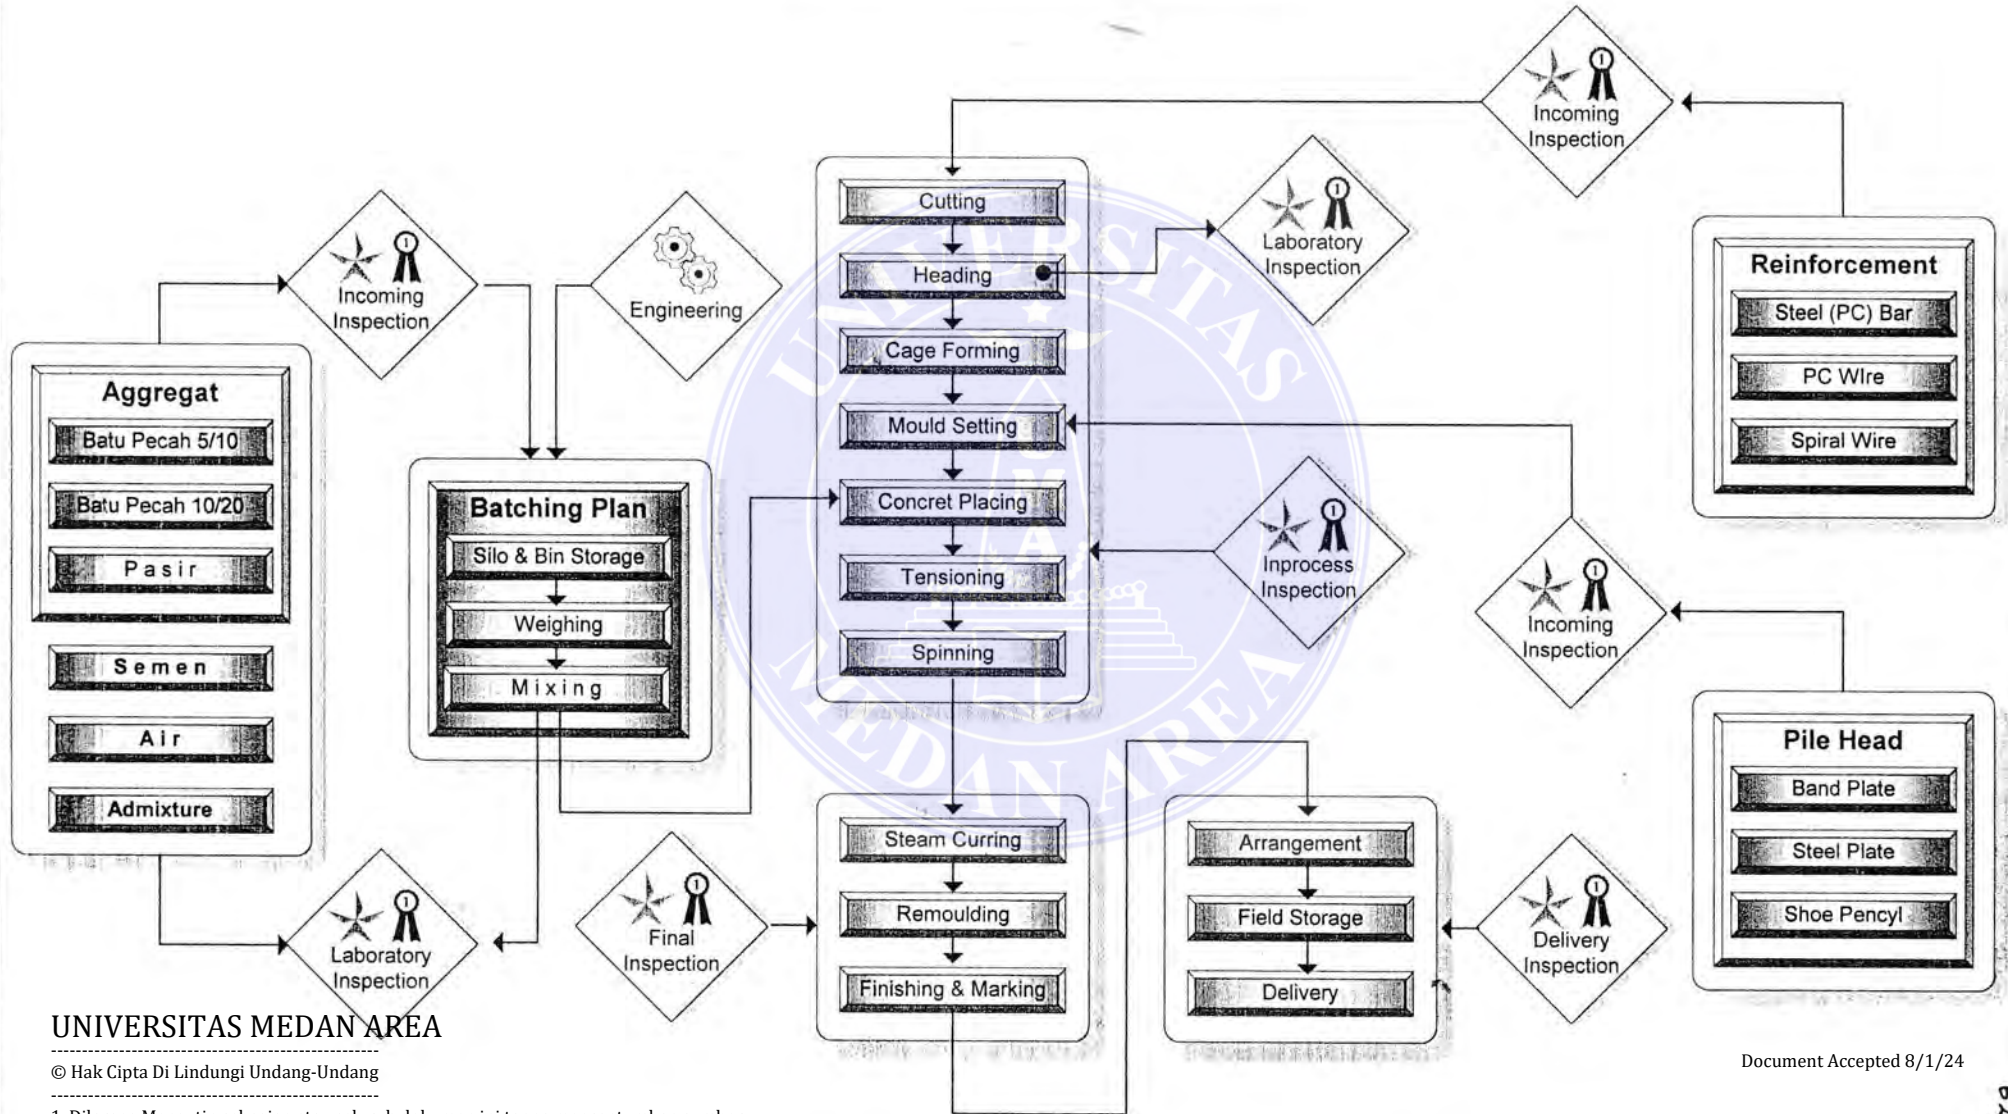 Incoming
Inspection
Cutting
Heading
Cage Forming
Mould Setting
Concret Placing
Tensioning
Spinning
Laboratory
Inspection
Reinforcement
Steel (PC) Bar
PC WIre
Spiral Wire
Incoming
Inspection
Engineering
Aggregat
Batu Pecah 5/10
Batu Pecah 10/20
Pasir
Semen
Air
Admixture
Batching Plan
Silo & Bin Storage
Weighing
Mixing
Inprocess
Inspection
Incoming
Inspection
Pile Head
Band Plate
Steel Plate
Shoe Pencyl
Laboratory
Inspection
Final
Inspection
Steam Curring
Remoulding
Finishing & Marking
Arrangement
Field Storage
Delivery
Delivery
Inspection
UNIVERSITAS
MEDAN AREA
UNIVERSITAS MEDAN AREA
© Hak Cipta Di Lindungi Undang-Undang
Document Accepted 8/1/24